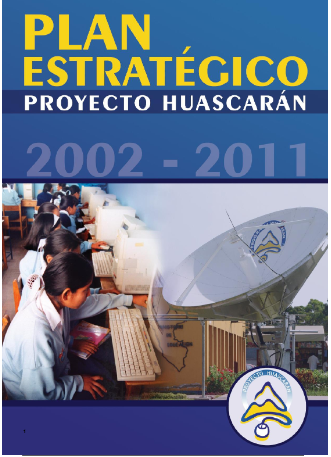 PLAN
ESTRATÉGICO
PROYECTO HUASCARÁN
2002 - 2011